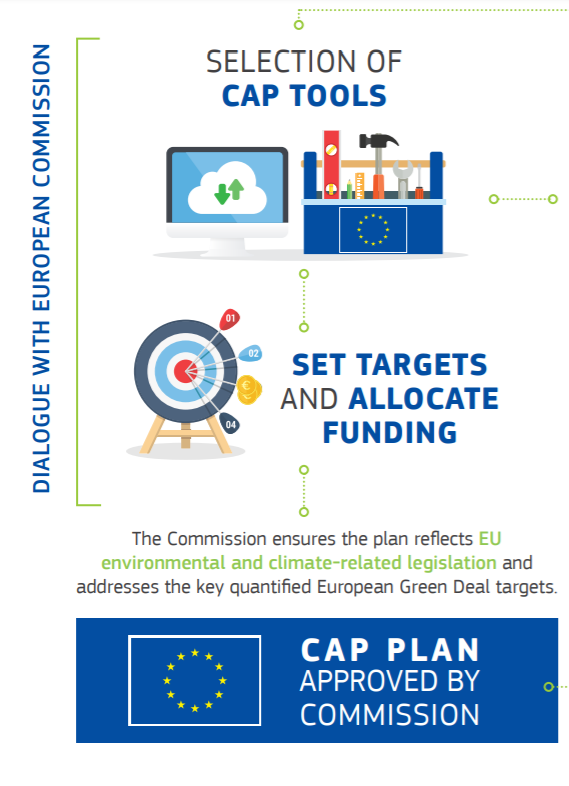 DIALOGUE WITH EUROPEAN COMMISSION
SELECTION OF
CAP TOOLS
01
02
€
04
SET TARGETS
AND ALLOCATE
FUNDING
The Commission ensures the plan reflects EU
environmental and climate-related legislation and
addresses the key quantified European Green Deal targets.
CAP PLAN
APPROVED BY
COMMISSION